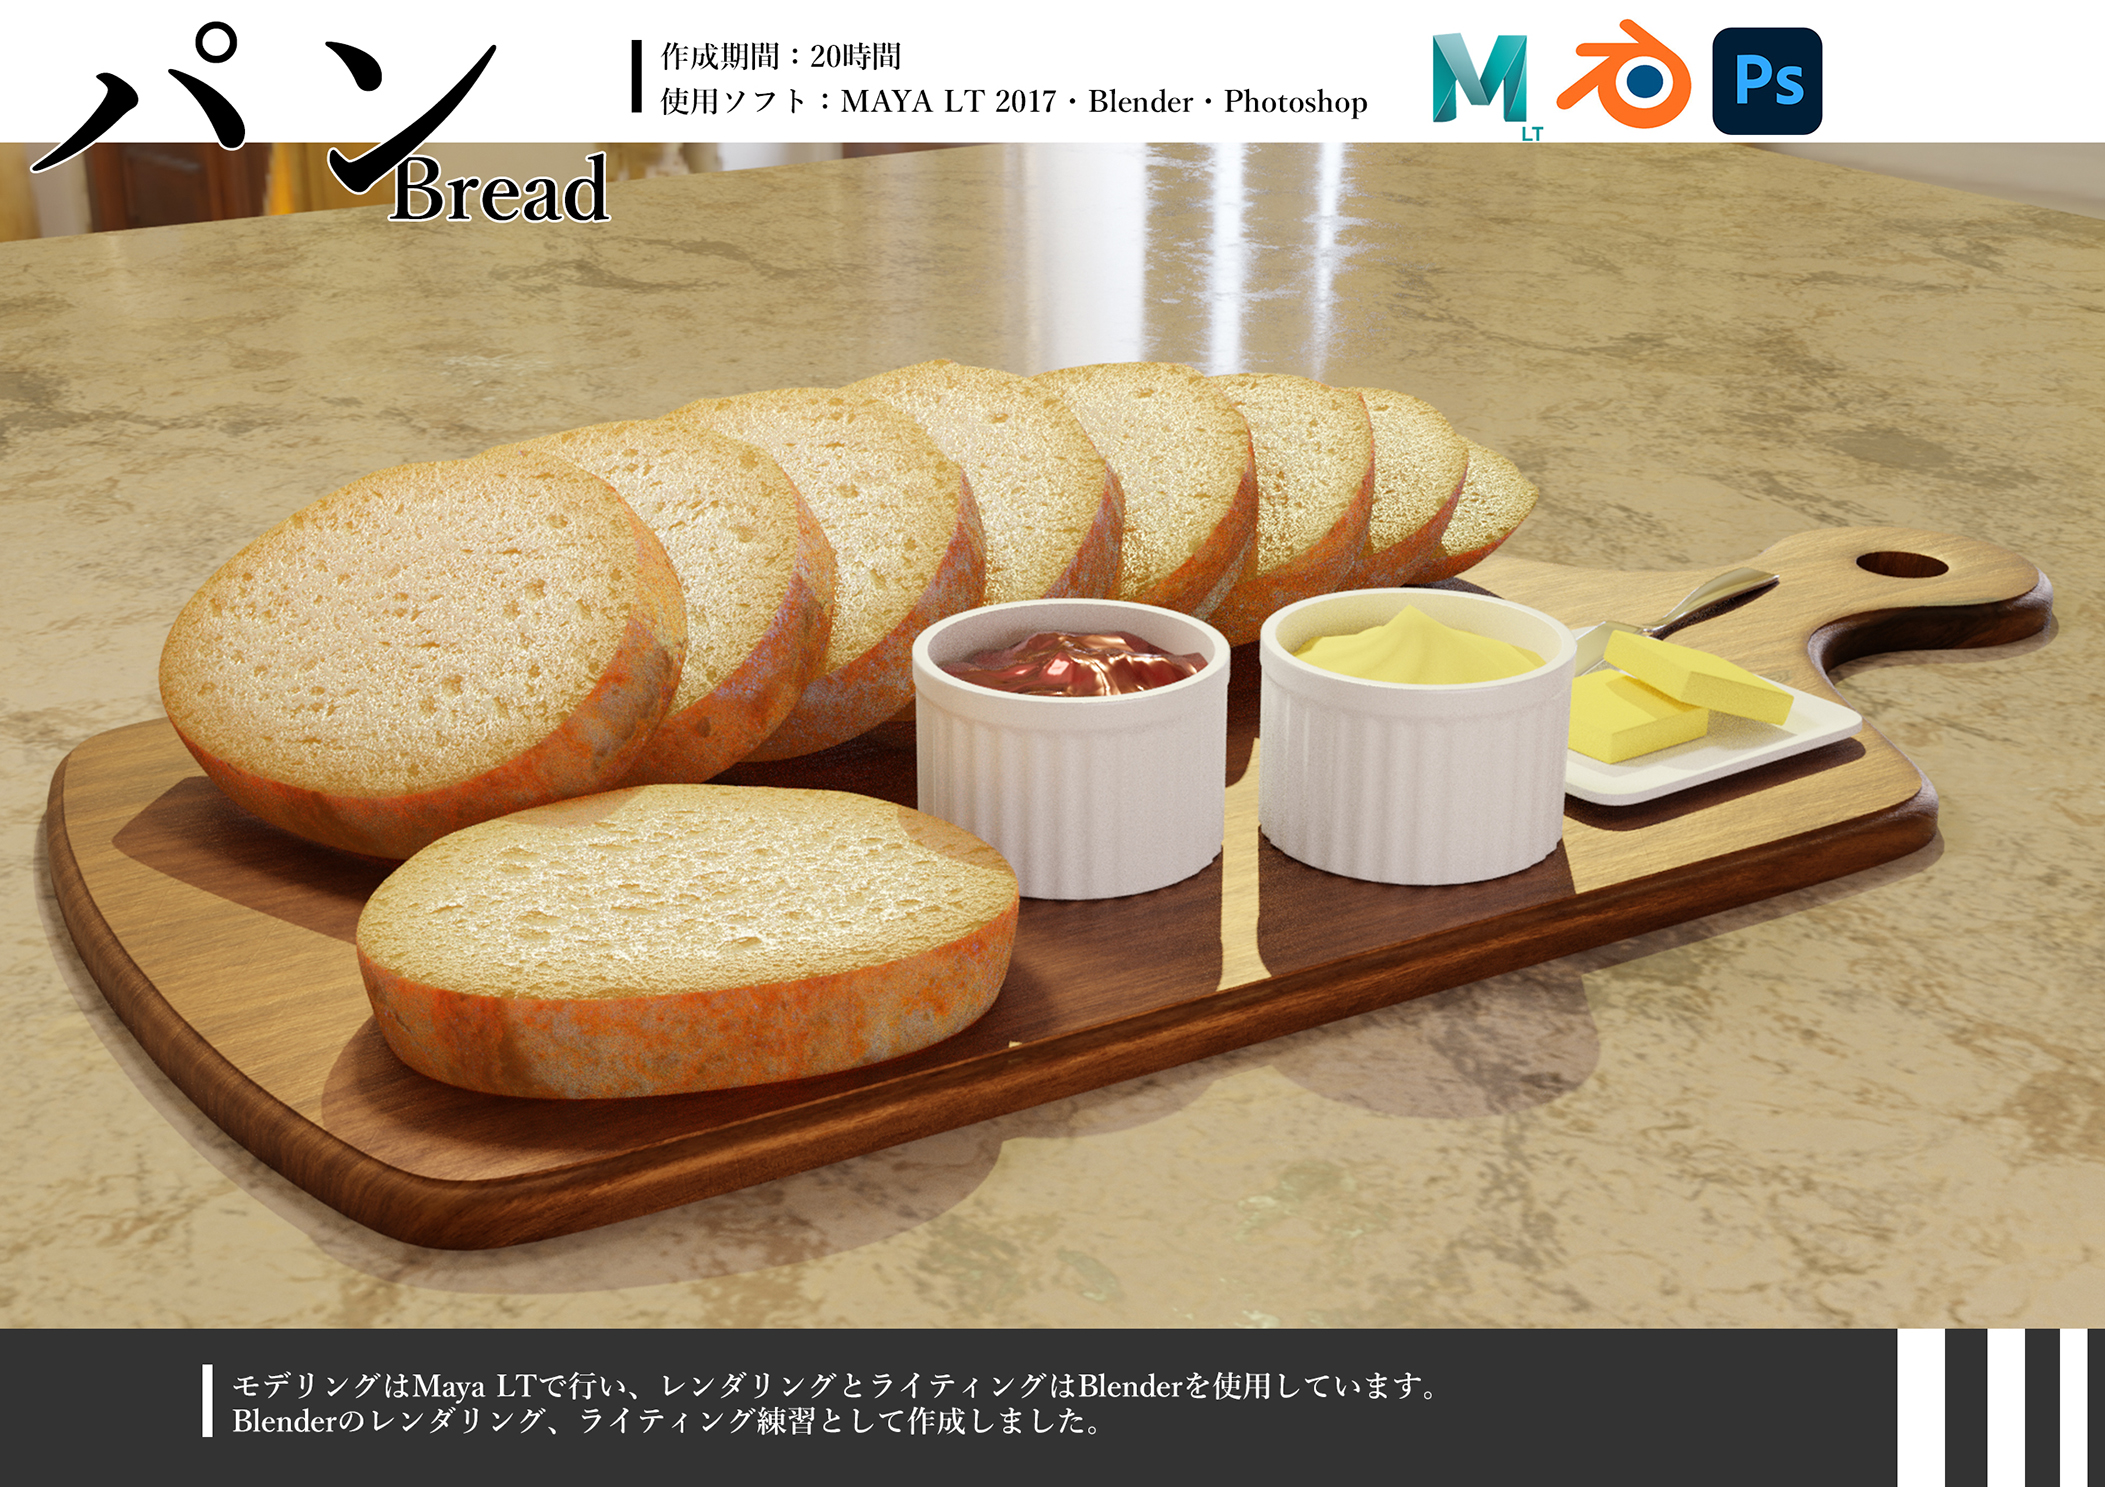 パン
Bread
作成期間：20時間
使用ソフト：MAYA LT 2017・Blender・Photoshop
M LT
Ps
モデリングはMaya LTで行い、レンダリングとライティングはBlenderを使用しています。
Blenderのレンダリング、ライティング練習として作成しました。